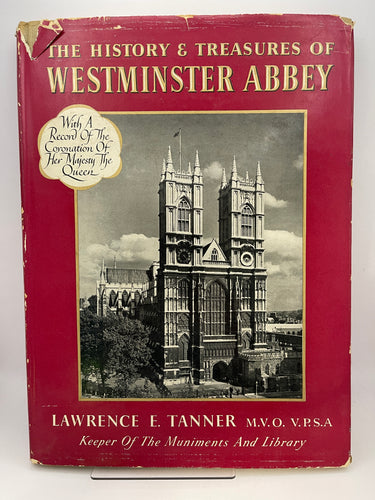 THE HISTORY & TREASURES OF
WESTMINSTER ABBEY
With A
Record Of The
Coronation Of
Her Majesty The
Queen
LAWRENCE E. TANNER M.V.O. V.P.S.A
Keeper Of The Muniments And Library